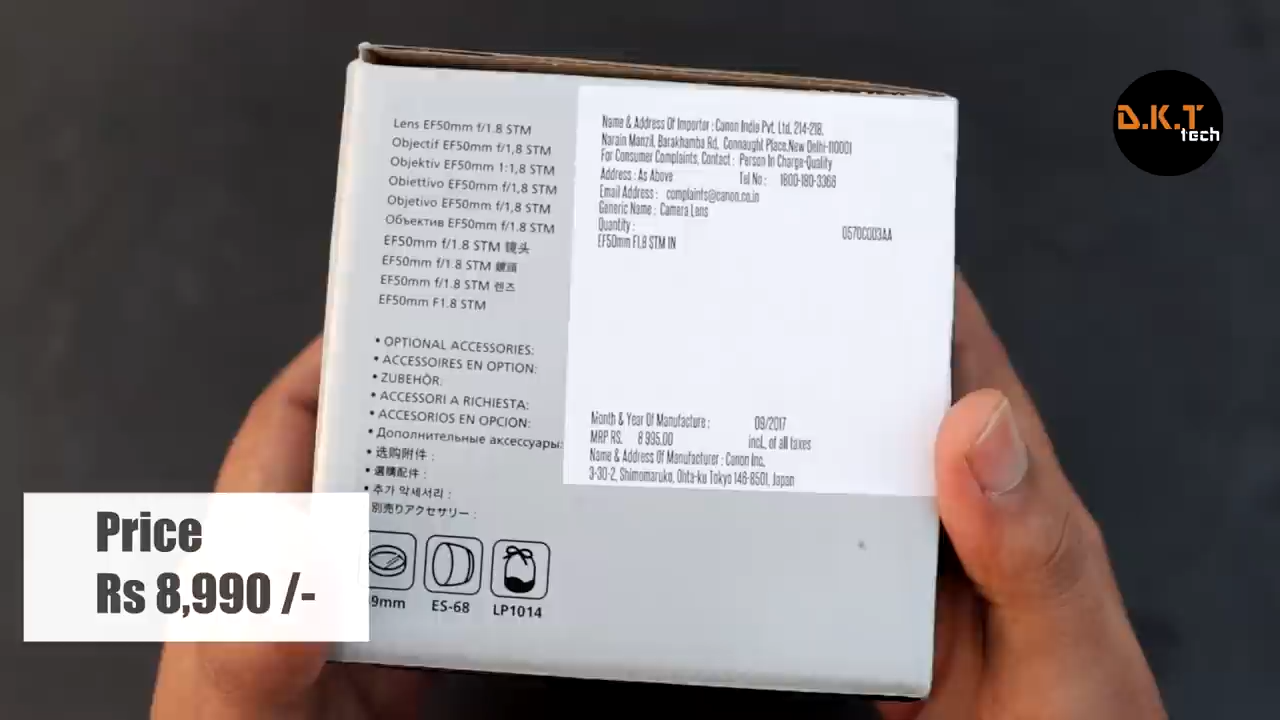 Lens EF50mm f/1.8 STM
Objectif EF50mm f/1,8 STM
Objektiv EF50mm 1:1,8 STM
Obiettivo EF50mm f/1,8 STM
Objetivo EF50mm f/1,8 STM
Объектив EF50mm f/1.8 STM
EF50mm f/1.8 STM 镜头
EF50mm f/1.8 STM 鏡頭
EF50mm f/1.8 STM 렌즈
EF50mm F1.8 STM
• OPTIONAL ACCESSORIES:
• ACCESSOIRES EN OPTION:
• ZUBEHÖR:
• ACCESSORI A RICHIESTA:
• ACCESORIOS EN OPCION:
• Дополнительные аксессуары:
• 选购附件 :
• 選購配件 :
• 추가 악세서리 :
別売りアクセサリー :
9mm
ES-68
LP1014
Name & Address Of Importer : Canon India Pvt. Ltd. 214-218,
Narain Manzil, Barakhamba Rd, Connaught Place,New Delhi-110001
For Consumer Complaints, Contact : Person In Charge-Quality
Address : As Above Tel No : 1800-180-3366
Email Address : complaints@canon.co.in
Generic Name : Camera Lens
Quantity :
0570C003AA
EF50mm F1.8 STM IN
Month & Year Of Manufacture : 09/2017
MRP RS. 8 995.00 incl. of all taxes
Name & Address Of Manufacturer : Canon Inc.
3-30-2, Shimomaruko, Ohta-ku Tokyo 146-8501, Japan
D.K.T
tech
Price
Rs 8,990 /-